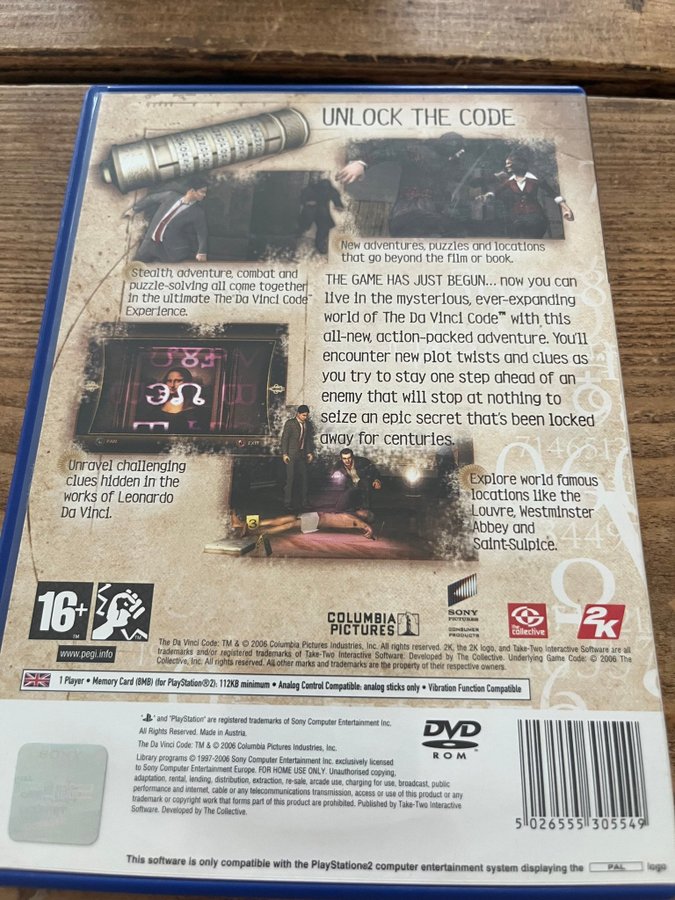 UNLOCK THE CODE
New adventures, puzzles and locations
that go beyond the film or book.
Stealth, adventure, combat and
puzzle-solving all come together
in the ultimate The Da Vinci Code™
Experience.
THE GAME HAS JUST BEGUN... now you can
live in the mysterious, ever-expanding
world of The Da Vinci Code™ with this
all-new, action-packed adventure. You'll
encounter new plot twists and clues as
you try to stay one step ahead of an
enemy that will stop at nothing to
seize an epic secret that's been locked
away for centuries.
PAN
EXIT
Unravel challenging
clues hidden in the
works of Leonardo
Da Vinci.
3
Explore world famous
locations like the
Louvre, Westminster
Abbey and
Saint-Sulpice.
16+
TM
www.pegi.info
COLUMBIA
PICTURES
SONY
PICTURES
CONSUMER
PRODUCTS
the
collective
2K
The Da Vinci Code: TM & © 2006 Columbia Pictures Industries, Inc. All rights reserved. 2K, the 2K logo, and Take-Two Interactive Software are all
trademarks and/or registered trademarks of Take-Two Interactive Software. Developed by The Collective. Underlying Game Code: © 2006 The
Collective, Inc. All rights reserved. All other marks and trademarks are the property of their respective owners.
1 Player • Memory Card (8MB) (for PlayStation®2): 112KB minimum • Analog Control Compatible: analog sticks only • Vibration Function Compatible
" and "PlayStation" are registered trademarks of Sony Computer Entertainment Inc.
All Rights Reserved. Made in Austria.
The Da Vinci Code: TM & © 2006 Columbia Pictures Industries, Inc.
Library programs © 1997-2006 Sony Computer Entertainment Inc. exclusively licensed
to Sony Computer Entertainment Europe. FOR HOME USE ONLY. Unauthorised copying,
adaptation, rental, lending, distribution, extraction, re-sale, arcade use, charging for use, broadcast, public
performance and internet, cable or any telecommunications transmission, access or use of this product or any
trademark or copyright work that forms part of this product are prohibited. Published by Take-Two Interactive
Software. Developed by The Collective.
DVD
ROM
5 026555 305549
This software is only compatible with the PlayStation®2 computer entertainment system displaying the PAL logo